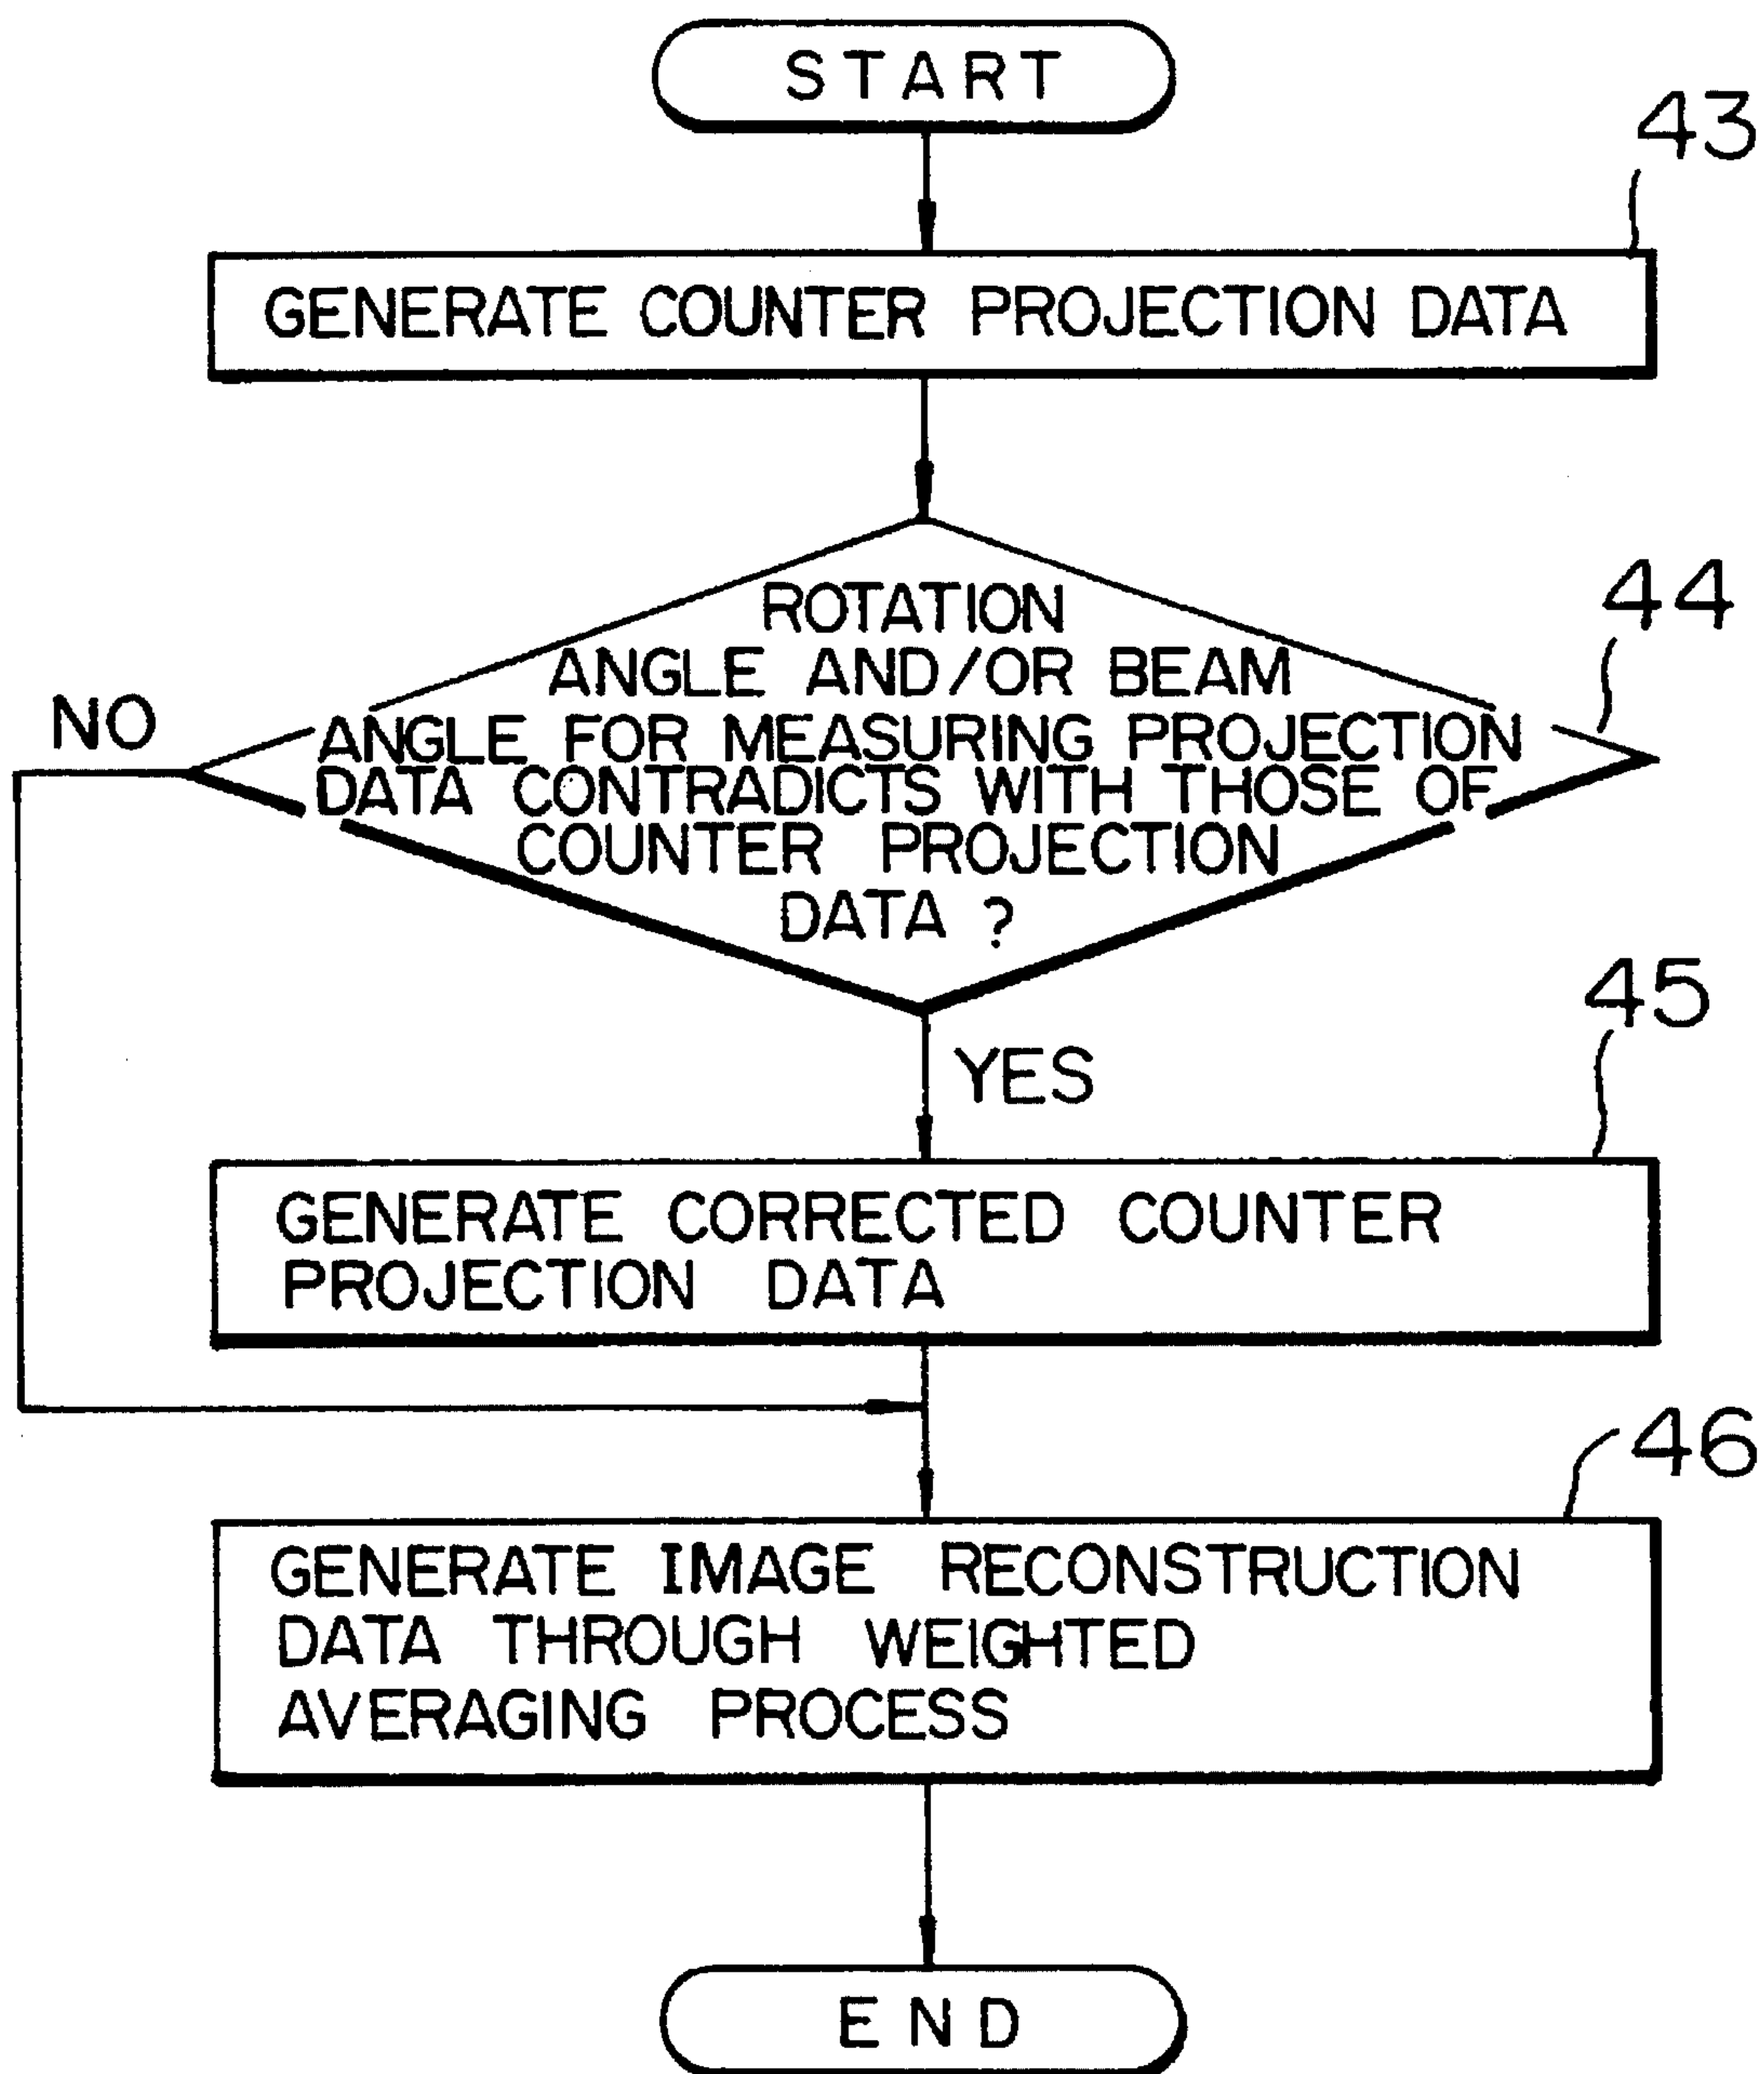 START
43
GENERATE COUNTER PROJECTION DATA
44
ROTATION
ANGLE AND/OR BEAM
ANGLE FOR MEASURING PROJECTION
DATA CONTRADICTS WITH THOSE OF
COUNTER PROJECTION
DATA ?
NO
YES
45
GENERATE CORRECTED COUNTER
PROJECTION DATA
46
GENERATE IMAGE RECONSTRUCTION
DATA THROUGH WEIGHTED
AVERAGING PROCESS
END